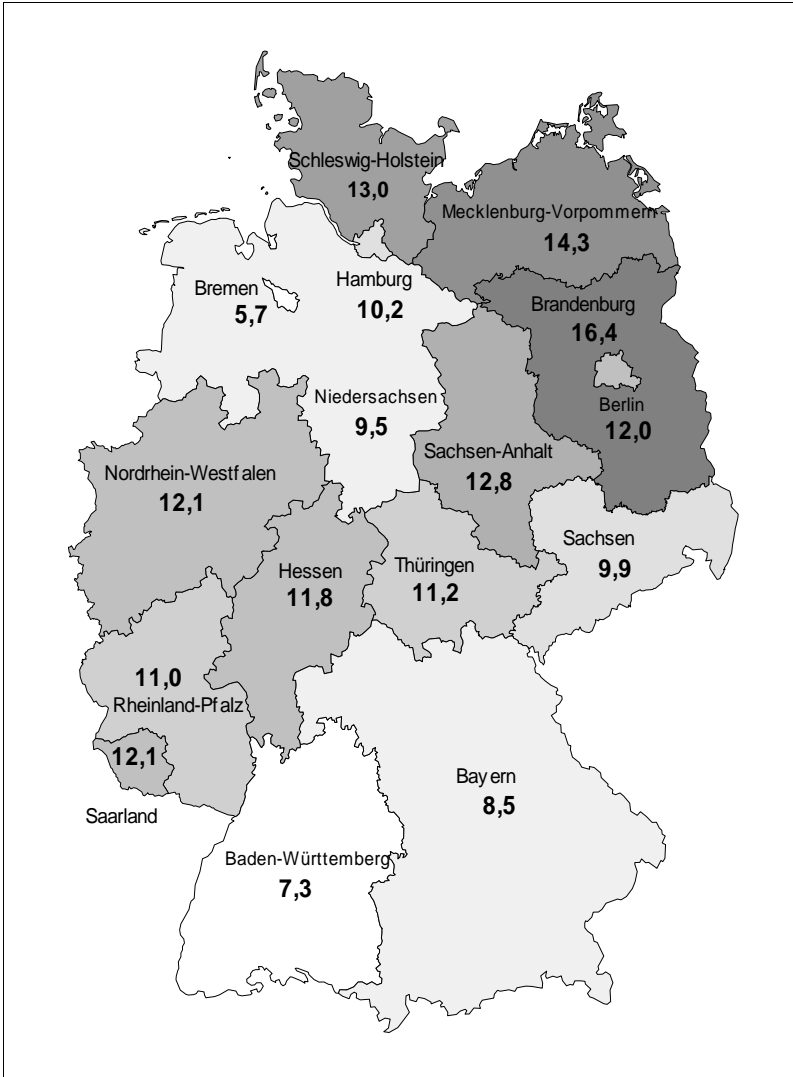 Schleswig-Holstein
13,0
Mecklenburg-Vorpommern
14,3
Hamburg
10,2
Bremen
5,7
Brandenburg
16,4
Berlin
12,0
Niedersachsen
9,5
Sachsen-Anhalt
12,8
Nordrhein-Westfalen
12,1
Sachsen
9,9
Hessen
11,8
Thüringen
11,2
11,0
Rheinland-Pfalz
12,1
Saarland
Bayern
8,5
Baden-Württemberg
7,3